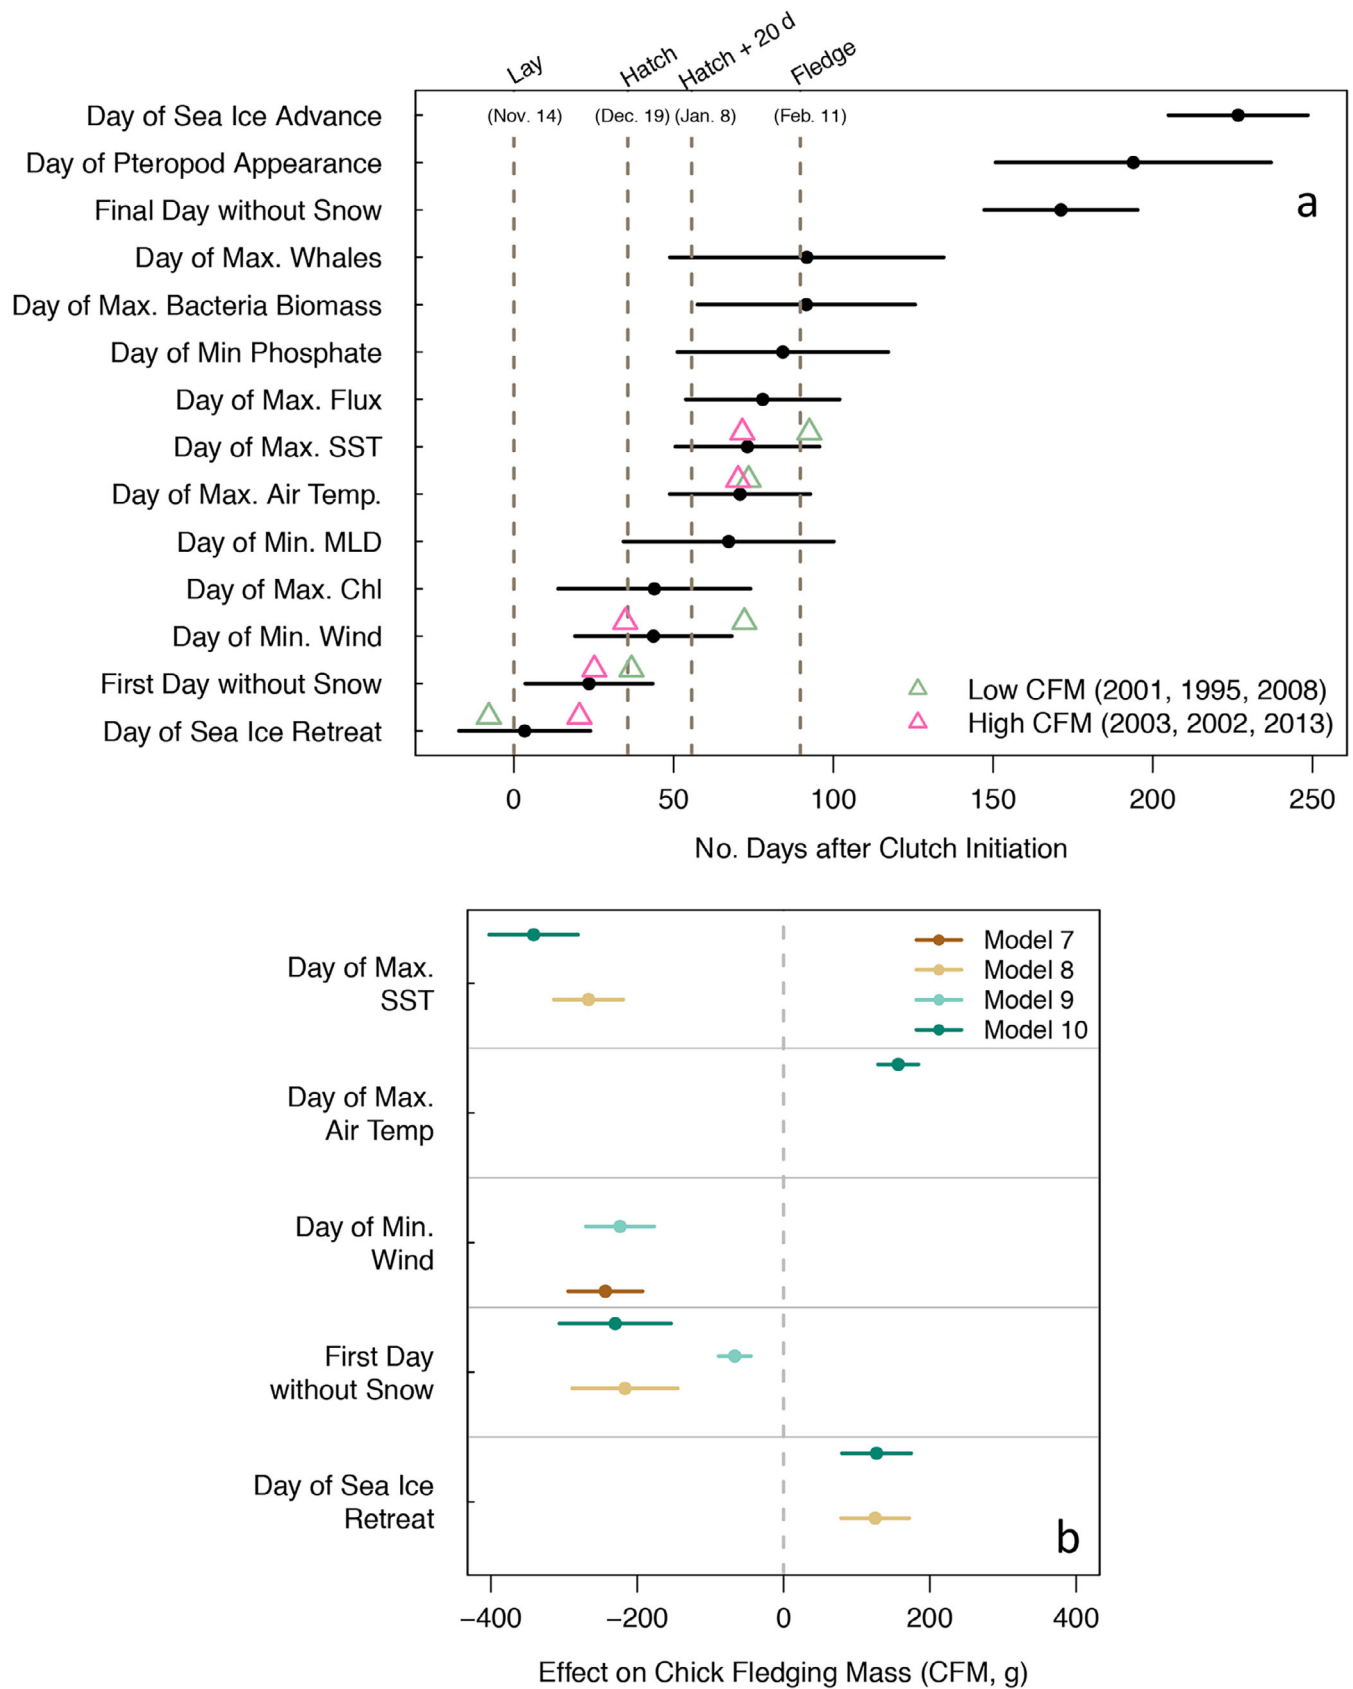 Lay
Hatch
Hatch + 20 d
Fledge
(Nov. 14)
(Dec. 19)
(Jan. 8)
(Feb. 11)
Day of Sea Ice Advance
Day of Pteropod Appearance
Final Day without Snow
a
Day of Max. Whales
Day of Max. Bacteria Biomass
Day of Min Phosphate
Day of Max. Flux
Day of Max. SST
Day of Max. Air Temp.
Day of Min. MLD
Day of Max. Chl
Day of Min. Wind
First Day without Snow
Day of Sea Ice Retreat
Low CFM (2001, 1995, 2008)
High CFM (2003, 2002, 2013)
0 50 100 150 200 250
No. Days after Clutch Initiation
Model 7
Model 8
Model 9
Model 10
Day of Max.
SST
Day of Max.
Air Temp
Day of Min.
Wind
First Day
without Snow
Day of Sea Ice
Retreat
b
−400 −200 0 200 400
Effect on Chick Fledging Mass (CFM, g)